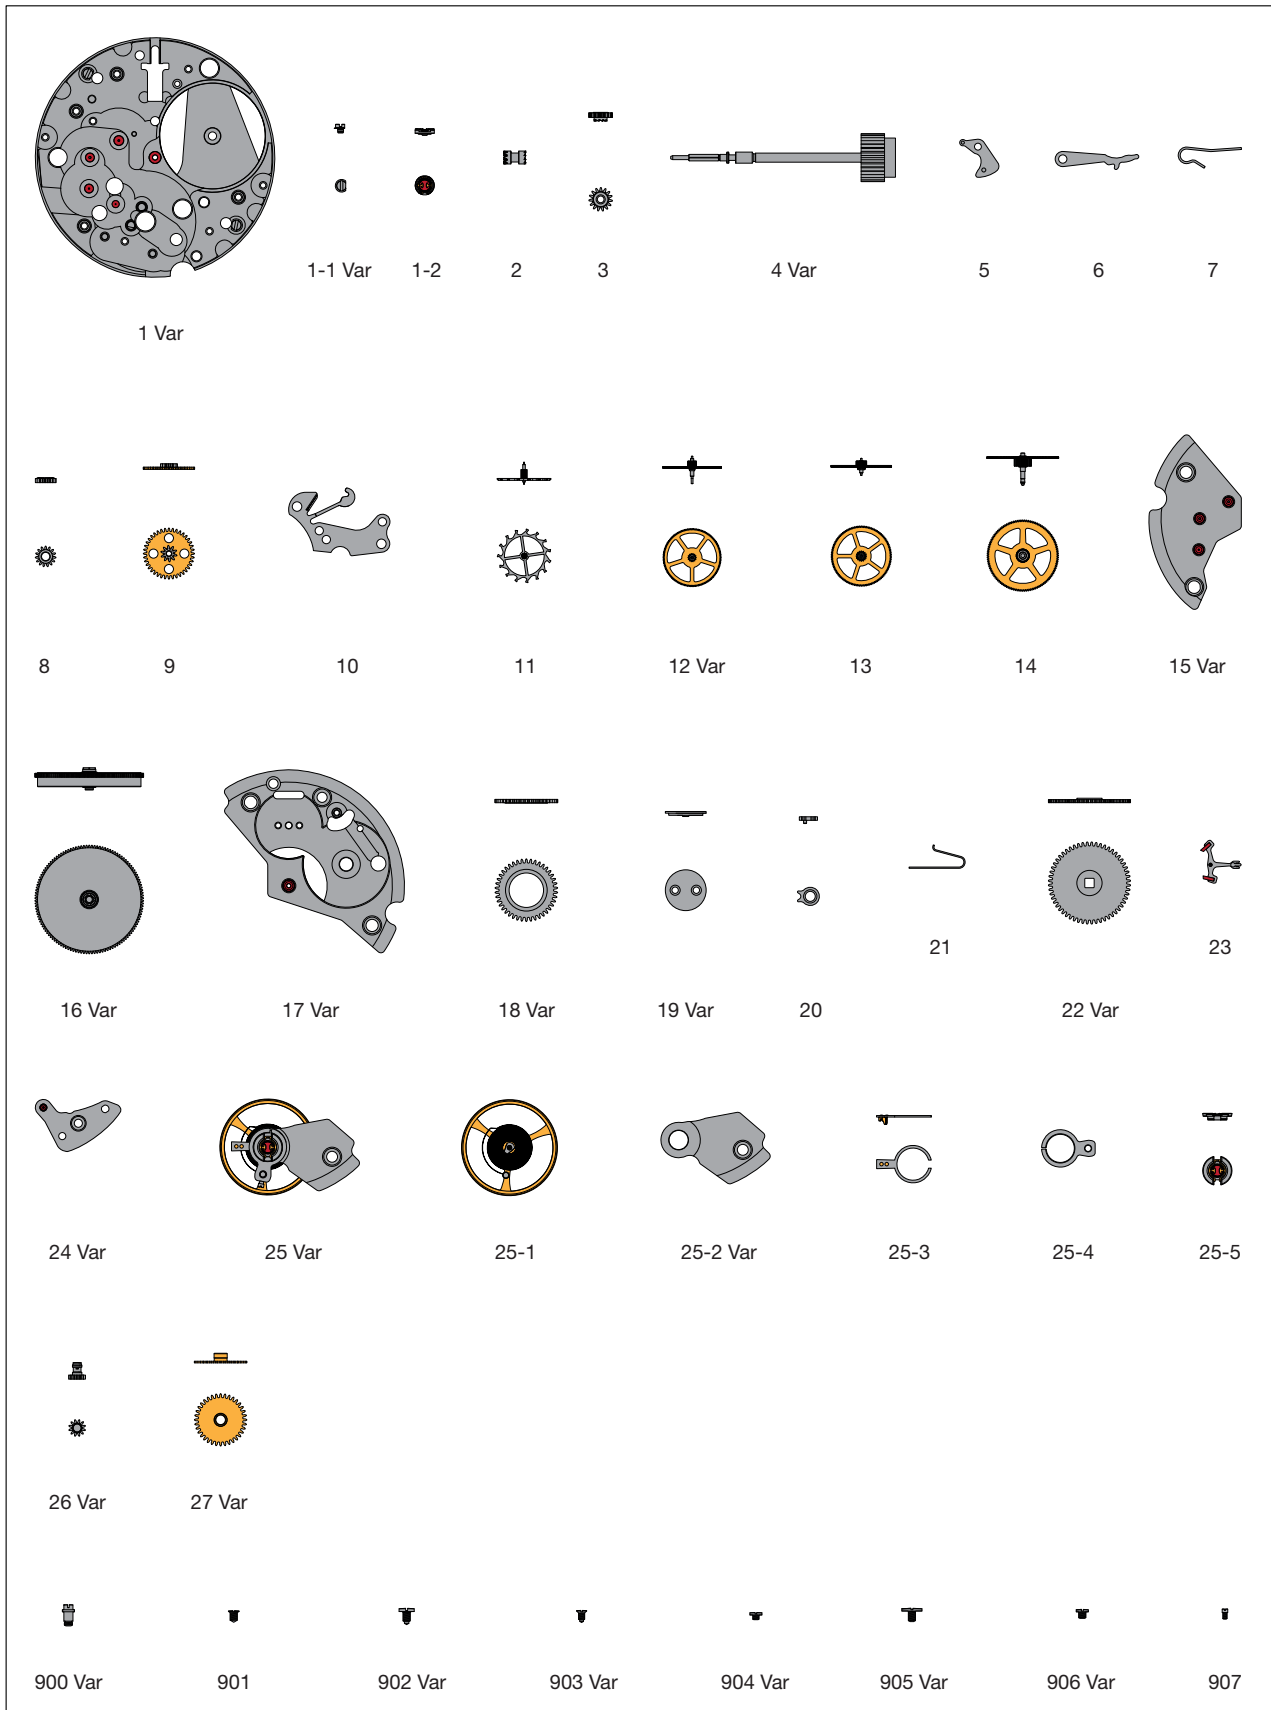 1-1 Var 1-2 2 3 4 Var 5 6 7
1 Var
8 9 10 11 12 Var 13 14 15 Var
21 23
16 Var 17 Var 18 Var 19 Var 20 22 Var
24 Var 25 Var 25-1 25-2 Var 25-3 25-4 25-5
26 Var 27 Var
900 Var 901 902 Var 903 Var 904 Var 905 Var 906 Var 907